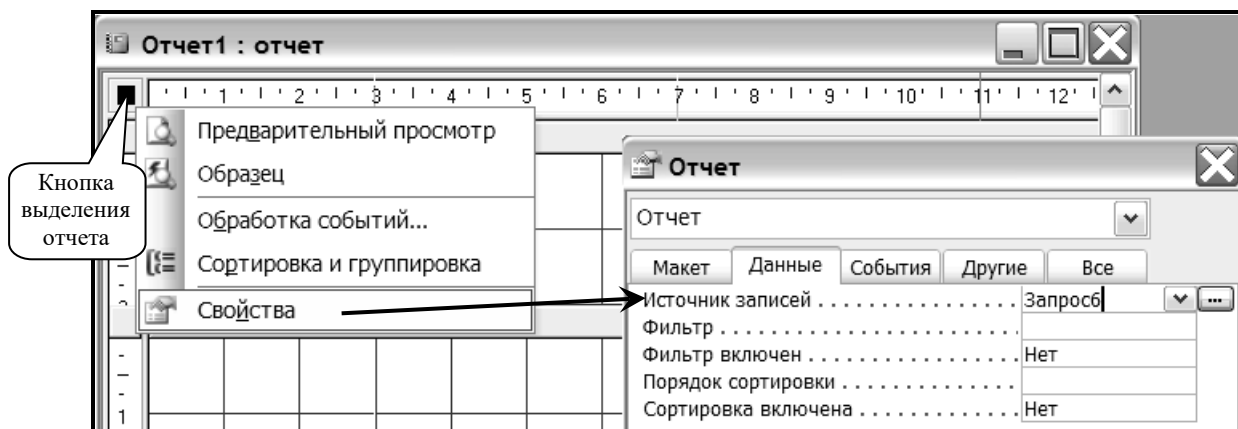 Отчет1 : отчет
1 2 3 4 5 6 7 8 9 10 11 12
Предварительный просмотр
Образец
Обработка событий...
Сортировка и группировка
Свойства
Кнопка
выделения
отчета
1
Отчет
Отчет
Макет Данные События Другие Все
Источник записей . . . . . . . . . . . . . . . . Запрос6 ...
Фильтр . . . . . . . . . . . . . . . . . . . . . . . .
Фильтр включен . . . . . . . . . . . . . . . . . Нет
Порядок сортировки . . . . . . . . . . . . . .
Сортировка включена . . . . . . . . . . . . Нет